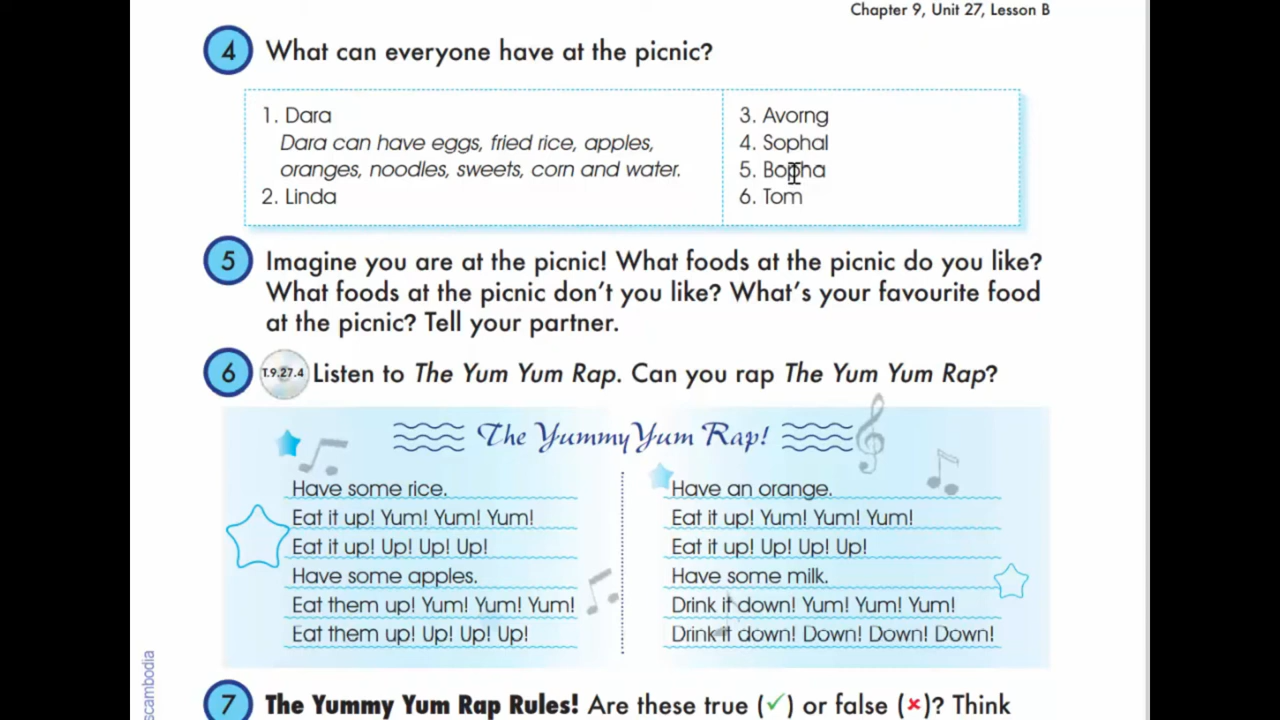 Chapter 9, Unit 27, Lesson B
4 What can everyone have at the picnic?
1. Dara
Dara can have eggs, fried rice, apples,
oranges, noodles, sweets, corn and water.
2. Linda
3. Avorng
4. Sophal
5. Bopha
6. Tom
5 Imagine you are at the picnic! What foods at the picnic do you like?
What foods at the picnic don't you like? What's your favourite food
at the picnic? Tell your partner.
6 T.9.27.4 Listen to The Yum Yum Rap. Can you rap The Yum Yum Rap?
The Yummy Yum Rap!
Have some rice.
Eat it up! Yum! Yum! Yum!
Eat it up! Up! Up! Up!
Have some apples.
Eat them up! Yum! Yum! Yum!
Eat them up! Up! Up! Up!
Have an orange.
Eat it up! Yum! Yum! Yum!
Eat it up! Up! Up! Up!
Have some milk.
Drink it down! Yum! Yum! Yum!
Drink it down! Down! Down! Down!
7 The Yummy Yum Rap Rules! Are these true (✓) or false (✗)? Think
scambodia